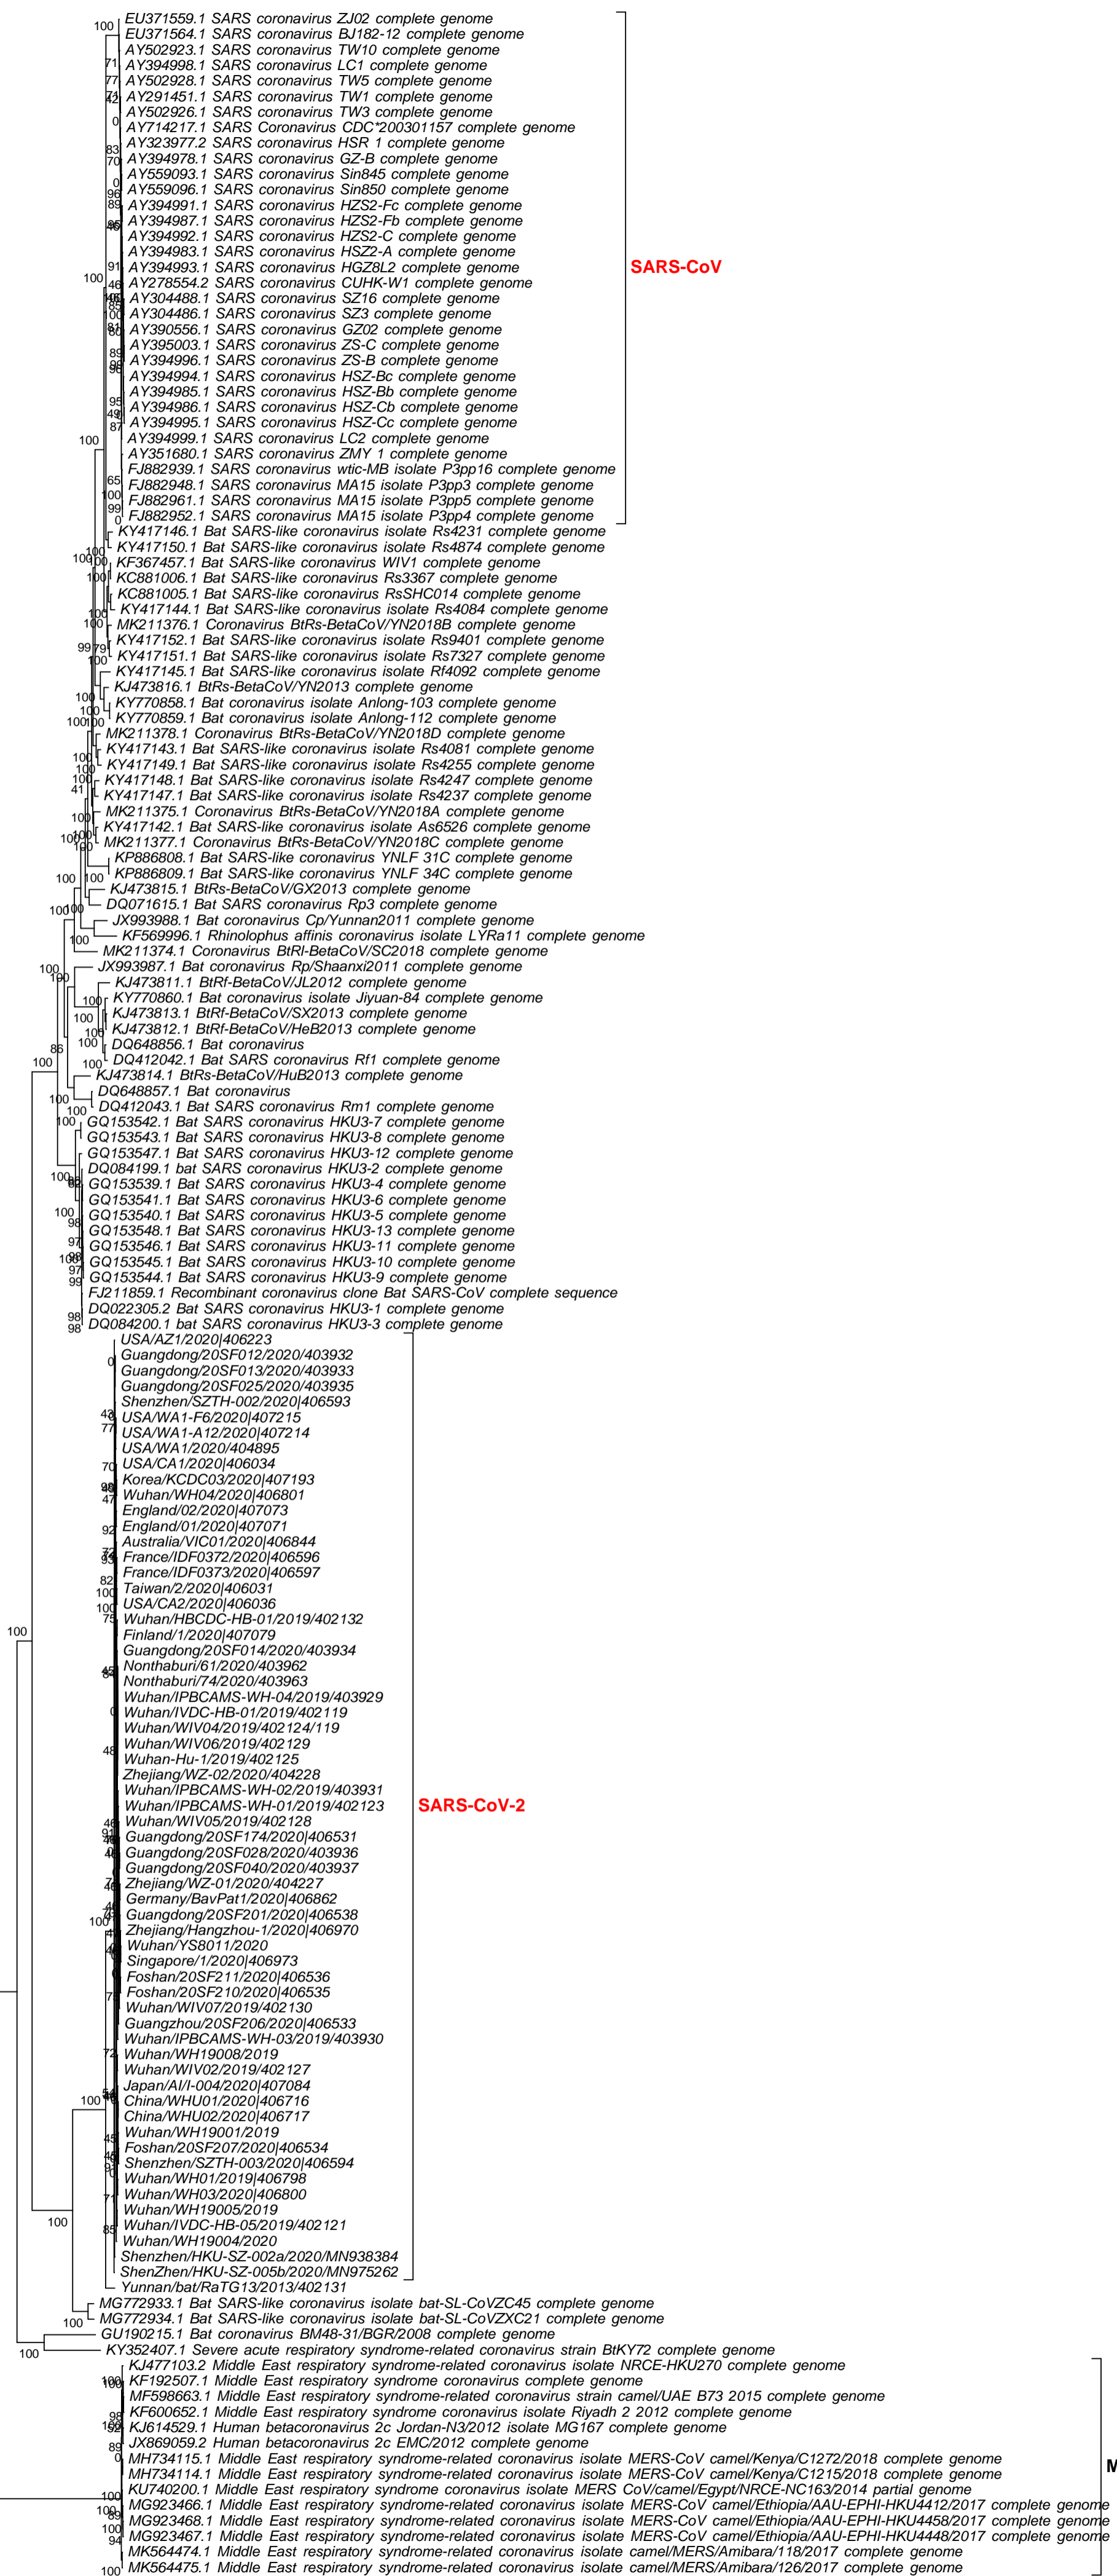 EU371559.1 SARS coronavirus ZJ02 complete genome
EU371564.1 SARS coronavirus BJ182-12 complete genome
AY502923.1 SARS coronavirus TW10 complete genome
AY394998.1 SARS coronavirus LC1 complete genome
AY502928.1 SARS coronavirus TW5 complete genome
AY291451.1 SARS coronavirus TW1 complete genome
AY502926.1 SARS coronavirus TW3 complete genome
AY714217.1 SARS Coronavirus CDC*200301157 complete genome
AY323977.2 SARS coronavirus HSR 1 complete genome
AY394978.1 SARS coronavirus GZ-B complete genome
AY559093.1 SARS coronavirus Sin845 complete genome
AY559096.1 SARS coronavirus Sin850 complete genome
AY394991.1 SARS coronavirus HZS2-Fc complete genome
AY394987.1 SARS coronavirus HZS2-Fb complete genome
AY394992.1 SARS coronavirus HZS2-C complete genome
AY394983.1 SARS coronavirus HSZ2-A complete genome
AY394993.1 SARS coronavirus HGZ8L2 complete genome
SARS-CoV
AY278554.2 SARS coronavirus CUHK-W1 complete genome
AY304488.1 SARS coronavirus SZ16 complete genome
AY304486.1 SARS coronavirus SZ3 complete genome
AY390556.1 SARS coronavirus GZ02 complete genome
AY395003.1 SARS coronavirus ZS-C complete genome
AY394996.1 SARS coronavirus ZS-B complete genome
AY394994.1 SARS coronavirus HSZ-Bc complete genome
AY394985.1 SARS coronavirus HSZ-Bb complete genome
AY394986.1 SARS coronavirus HSZ-Cb complete genome
AY394995.1 SARS coronavirus HSZ-Cc complete genome
AY394999.1 SARS coronavirus LC2 complete genome
AY351680.1 SARS coronavirus ZMY 1 complete genome
FJ882939.1 SARS coronavirus wtic-MB isolate P3pp16 complete genome
FJ882948.1 SARS coronavirus MA15 isolate P3pp3 complete genome
FJ882961.1 SARS coronavirus MA15 isolate P3pp5 complete genome
FJ882952.1 SARS coronavirus MA15 isolate P3pp4 complete genome
KY417146.1 Bat SARS-like coronavirus isolate Rs4231 complete genome
KY417150.1 Bat SARS-like coronavirus isolate Rs4874 complete genome
KF367457.1 Bat SARS-like coronavirus WIV1 complete genome
KC881006.1 Bat SARS-like coronavirus Rs3367 complete genome
KC881005.1 Bat SARS-like coronavirus RsSHC014 complete genome
KY417144.1 Bat SARS-like coronavirus isolate Rs4084 complete genome
MK211376.1 Coronavirus BtRs-BetaCoV/YN2018B complete genome
KY417152.1 Bat SARS-like coronavirus isolate Rs9401 complete genome
KY417151.1 Bat SARS-like coronavirus isolate Rs7327 complete genome
KY417145.1 Bat SARS-like coronavirus isolate Rf4092 complete genome
KJ473816.1 BtRs-BetaCoV/YN2013 complete genome
KY770858.1 Bat coronavirus isolate Anlong-103 complete genome
KY770859.1 Bat coronavirus isolate Anlong-112 complete genome
MK211378.1 Coronavirus BtRs-BetaCoV/YN2018D complete genome
KY417143.1 Bat SARS-like coronavirus isolate Rs4081 complete genome
KY417149.1 Bat SARS-like coronavirus isolate Rs4255 complete genome
KY417148.1 Bat SARS-like coronavirus isolate Rs4247 complete genome
KY417147.1 Bat SARS-like coronavirus isolate Rs4237 complete genome
MK211375.1 Coronavirus BtRs-BetaCoV/YN2018A complete genome
KY417142.1 Bat SARS-like coronavirus isolate As6526 complete genome
MK211377.1 Coronavirus BtRs-BetaCoV/YN2018C complete genome
KP886808.1 Bat SARS-like coronavirus YNLF 31C complete genome
KP886809.1 Bat SARS-like coronavirus YNLF 34C complete genome
KJ473815.1 BtRs-BetaCoV/GX2013 complete genome
DQ071615.1 Bat SARS coronavirus Rp3 complete genome
JX993988.1 Bat coronavirus Cp/Yunnan2011 complete genome
KF569996.1 Rhinolophus affinis coronavirus isolate LYRa11 complete genome
MK211374.1 Coronavirus BtRl-BetaCoV/SC2018 complete genome
JX993987.1 Bat coronavirus Rp/Shaanxi2011 complete genome
KJ473811.1 BtRf-BetaCoV/JL2012 complete genome
KY770860.1 Bat coronavirus isolate Jiyuan-84 complete genome
KJ473813.1 BtRf-BetaCoV/SX2013 complete genome
KJ473812.1 BtRf-BetaCoV/HeB2013 complete genome
DQ648856.1 Bat coronavirus
DQ412042.1 Bat SARS coronavirus Rf1 complete genome
KJ473814.1 BtRs-BetaCoV/HuB2013 complete genome
DQ648857.1 Bat coronavirus
DQ412043.1 Bat SARS coronavirus Rm1 complete genome
GQ153542.1 Bat SARS coronavirus HKU3-7 complete genome
GQ153543.1 Bat SARS coronavirus HKU3-8 complete genome
GQ153547.1 Bat SARS coronavirus HKU3-12 complete genome
DQ084199.1 bat SARS coronavirus HKU3-2 complete genome
GQ153539.1 Bat SARS coronavirus HKU3-4 complete genome
GQ153541.1 Bat SARS coronavirus HKU3-6 complete genome
GQ153540.1 Bat SARS coronavirus HKU3-5 complete genome
GQ153548.1 Bat SARS coronavirus HKU3-13 complete genome
GQ153546.1 Bat SARS coronavirus HKU3-11 complete genome
GQ153545.1 Bat SARS coronavirus HKU3-10 complete genome
GQ153544.1 Bat SARS coronavirus HKU3-9 complete genome
FJ211859.1 Recombinant coronavirus clone Bat SARS-CoV complete sequence
DQ022305.2 Bat SARS coronavirus HKU3-1 complete genome
DQ084200.1 bat SARS coronavirus HKU3-3 complete genome
USA/AZ1/2020|406223
Guangdong/20SF012/2020/403932
Guangdong/20SF013/2020/403933
Guangdong/20SF025/2020/403935
Shenzhen/SZTH-002/2020|406593
USA/WA1-F6/2020|407215
USA/WA1-A12/2020|407214
USA/WA1/2020/404895
USA/CA1/2020|406034
Korea/KCDC03/2020|407193
Wuhan/WH04/2020|406801
England/02/2020|407073
England/01/2020|407071
Australia/VIC01/2020|406844
France/IDF0372/2020|406596
France/IDF0373/2020|406597
Taiwan/2/2020|406031
USA/CA2/2020|406036
Wuhan/HBCDC-HB-01/2019/402132
Finland/1/2020|407079
Guangdong/20SF014/2020/403934
Nonthaburi/61/2020/403962
Nonthaburi/74/2020/403963
Wuhan/IPBCAMS-WH-04/2019/403929
Wuhan/IVDC-HB-01/2019/402119
Wuhan/WIV04/2019/402124/119
Wuhan/WIV06/2019/402129
Wuhan-Hu-1/2019/402125
Zhejiang/WZ-02/2020/404228
Wuhan/IPBCAMS-WH-02/2019/403931
Wuhan/IPBCAMS-WH-01/2019/402123
SARS-CoV-2
Wuhan/WIV05/2019/402128
Guangdong/20SF174/2020|406531
Guangdong/20SF028/2020/403936
Guangdong/20SF040/2020/403937
Zhejiang/WZ-01/2020/404227
Germany/BavPat1/2020|406862
Guangdong/20SF201/2020|406538
Zhejiang/Hangzhou-1/2020|406970
Wuhan/YS8011/2020
Singapore/1/2020|406973
Foshan/20SF211/2020|406536
Foshan/20SF210/2020|406535
Wuhan/WIV07/2019/402130
Guangzhou/20SF206/2020|406533
Wuhan/IPBCAMS-WH-03/2019/403930
Wuhan/WH19008/2019
Wuhan/WIV02/2019/402127
Japan/AI/I-004/2020|407084
China/WHU01/2020|406716
China/WHU02/2020|406717
Wuhan/WH19001/2019
Foshan/20SF207/2020|406534
Shenzhen/SZTH-003/2020|406594
Wuhan/WH01/2019|406798
Wuhan/WH03/2020|406800
Wuhan/WH19005/2019
Wuhan/IVDC-HB-05/2019/402121
Wuhan/WH19004/2020
Shenzhen/HKU-SZ-002a/2020/MN938384
ShenZhen/HKU-SZ-005b/2020/MN975262
Yunnan/bat/RaTG13/2013/402131
MG772933.1 Bat SARS-like coronavirus isolate bat-SL-CoVZC45 complete genome
MG772934.1 Bat SARS-like coronavirus isolate bat-SL-CoVZXC21 complete genome
GU190215.1 Bat coronavirus BM48-31/BGR/2008 complete genome
KY352407.1 Severe acute respiratory syndrome-related coronavirus strain BtKY72 complete genome
KJ477103.2 Middle East respiratory syndrome-related coronavirus isolate NRCE-HKU270 complete genome
KF192507.1 Middle East respiratory syndrome coronavirus complete genome
MF598663.1 Middle East respiratory syndrome-related coronavirus strain camel/UAE B73 2015 complete genome
KF600652.1 Middle East respiratory syndrome coronavirus isolate Riyadh 2 2012 complete genome
KJ614529.1 Human betacoronavirus 2c Jordan-N3/2012 isolate MG167 complete genome
JX869059.2 Human betacoronavirus 2c EMC/2012 complete genome
MH734115.1 Middle East respiratory syndrome-related coronavirus isolate MERS-CoV camel/Kenya/C1272/2018 complete genome
M
MH734114.1 Middle East respiratory syndrome-related coronavirus isolate MERS-CoV camel/Kenya/C1215/2018 complete genome
KU740200.1 Middle East respiratory syndrome coronavirus isolate MERS CoV/camel/Egypt/NRCE-NC163/2014 partial genome
MG923466.1 Middle East respiratory syndrome-related coronavirus isolate MERS-CoV camel/Ethiopia/AAU-EPHI-HKU4412/2017 complete genome
MG923468.1 Middle East respiratory syndrome-related coronavirus isolate MERS-CoV camel/Ethiopia/AAU-EPHI-HKU4458/2017 complete genome
MG923467.1 Middle East respiratory syndrome-related coronavirus isolate MERS-CoV camel/Ethiopia/AAU-EPHI-HKU4448/2017 complete genome
MK564474.1 Middle East respiratory syndrome-related coronavirus isolate camel/MERS/Amibara/118/2017 complete genome
MK564475.1 Middle East respiratory syndrome-related coronavirus isolate camel/MERS/Amibara/126/2017 complete genome